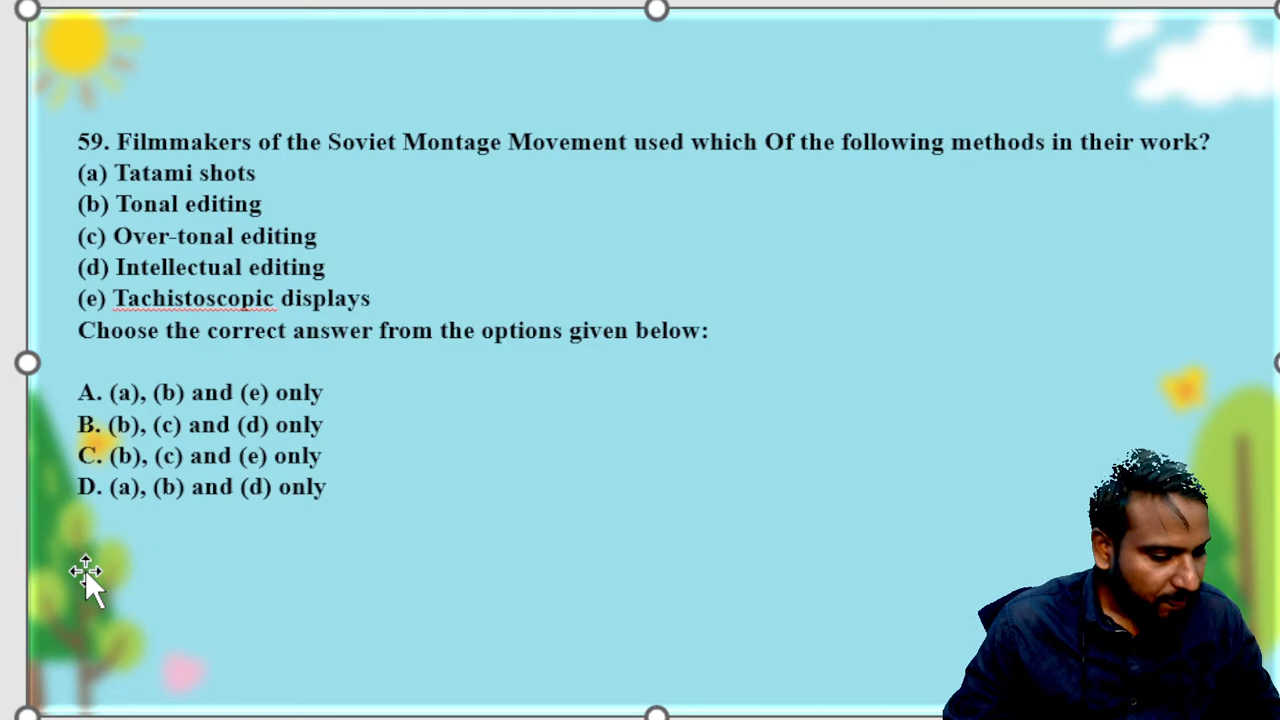 59. Filmmakers of the Soviet Montage Movement used which Of the following methods in their work?
(a) Tatami shots
(b) Tonal editing
(c) Over-tonal editing
(d) Intellectual editing
(e) Tachistoscopic displays
Choose the correct answer from the options given below:
A. (a), (b) and (e) only
B. (b), (c) and (d) only
C. (b), (c) and (e) only
D. (a), (b) and (d) only